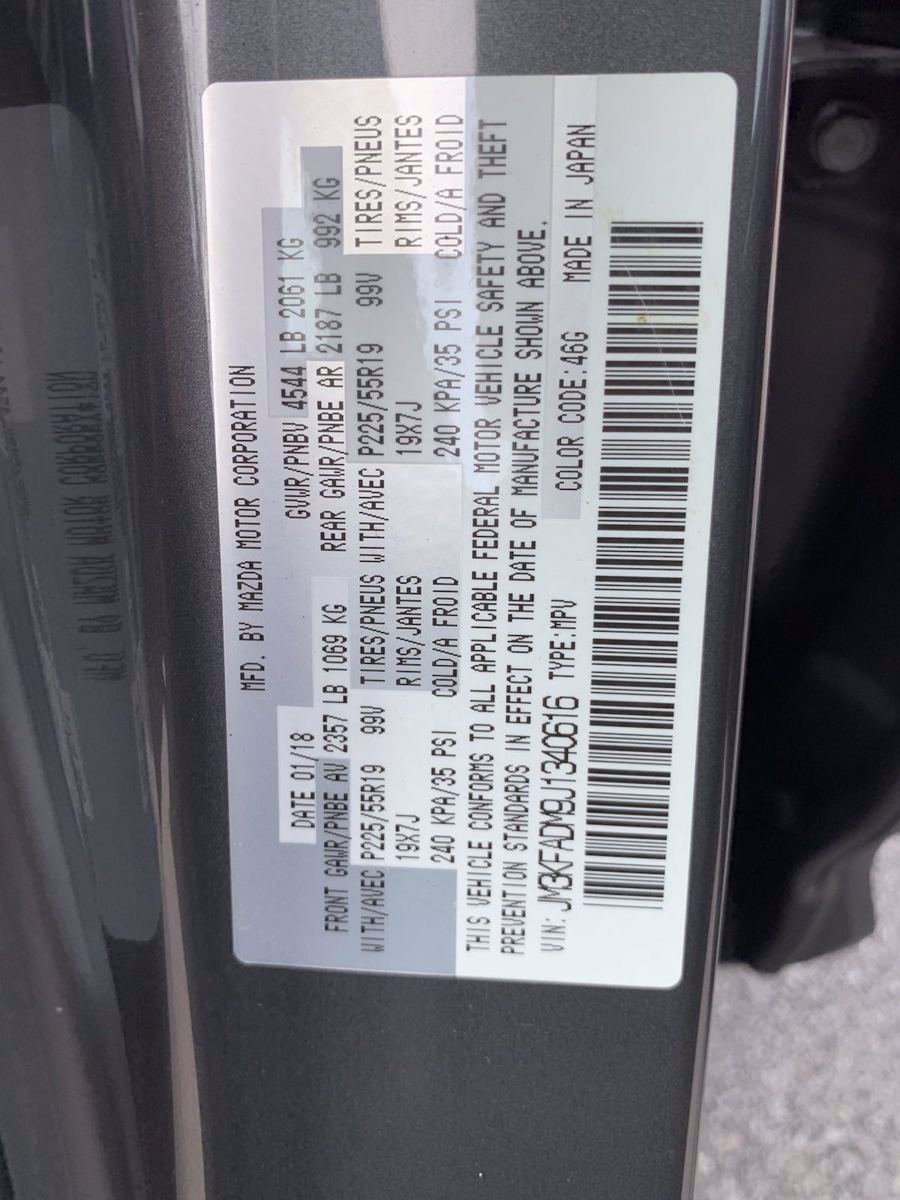 MFD. BY MAZDA MOTOR CORPORATION
DATE 01/18 GVWR/PNBV 4544 LB 2061 KG
FRONT GAWR/PNBE AV 2357 LB 1069 KG REAR GAWR/PNBE AR 2187 LB 992 KG
WITH/AVEC P225/55R19 99V TIRES/PNEUS WITH/AVEC P225/55R19 99V TIRES/PNEUS
19X7J RIMS/JANTES 19X7J RIMS/JANTES
240 KPA/35 PSI COLD/A FROID 240 KPA/35 PSI COLD/A FROID
THIS VEHICLE CONFORMS TO ALL APPLICABLE FEDERAL MOTOR VEHICLE SAFETY AND THEFT
PREVENTION STANDARDS IN EFFECT ON THE DATE OF MANUFACTURE SHOWN ABOVE.
VIN: JM3KFADM9J1340616 TYPE:MPV COLOR CODE:46G MADE IN JAPAN